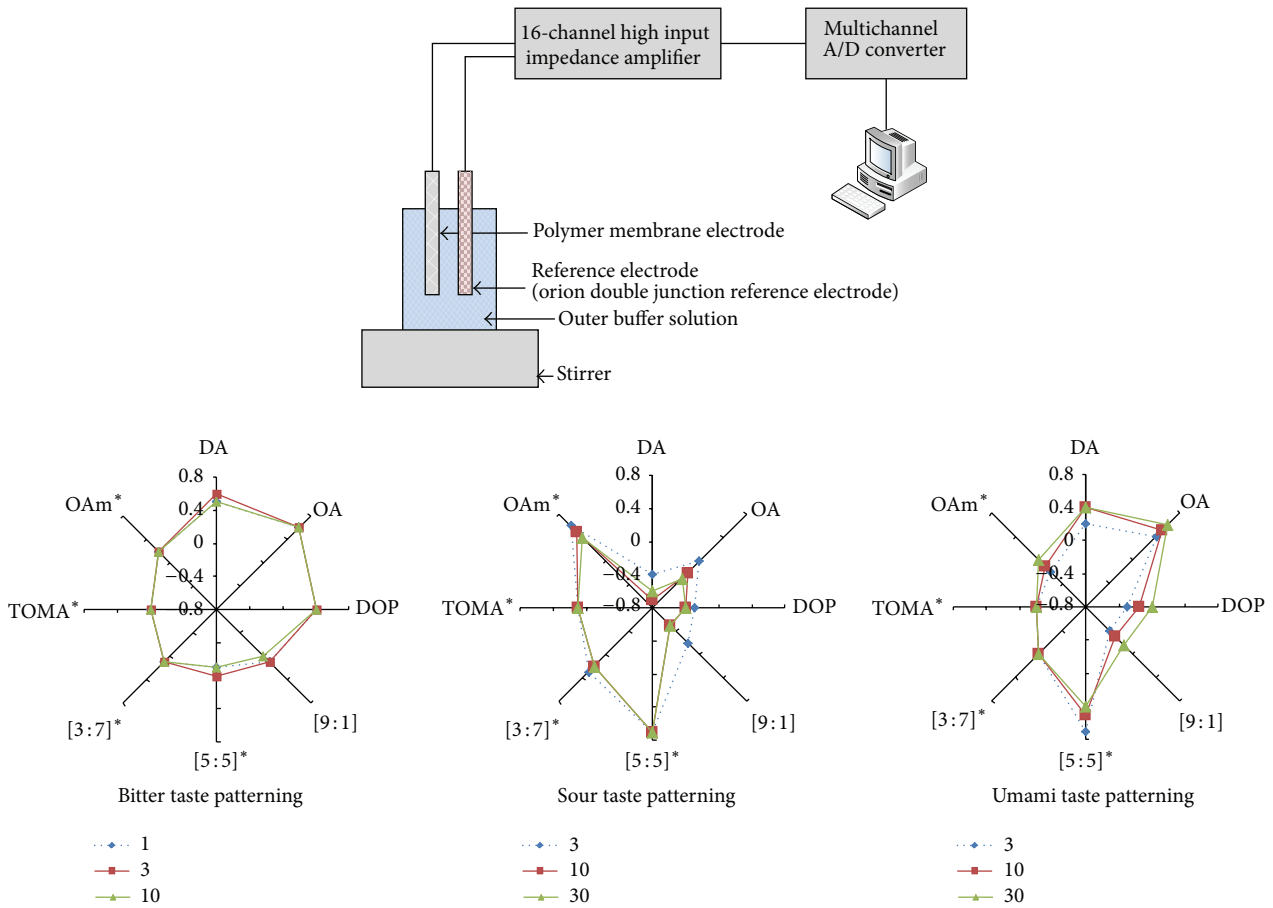 16-channel high input
impedance amplifier
Multichannel
A/D converter
Polymer membrane electrode
Reference electrode
(orion double junction reference electrode)
Outer buffer solution
Stirrer
DA
0.8
OAm*
OA
0.4
0
−0.4
TOMA*
0.8
DOP
[3:7]*
[9:1]
[5:5]*
Bitter taste patterning
1
3
10
DA
0.8
OAm*
OA
0.4
0
−0.4
TOMA*
−0.8
DOP
[3:7]*
[9:1]
[5:5]*
Sour taste patterning
3
10
30
DA
0.8
OAm*
OA
0.4
0
−0.4
TOMA*
−0.8
DOP
[3:7]*
[9:1]
[5:5]*
Umami taste patterning
3
10
30